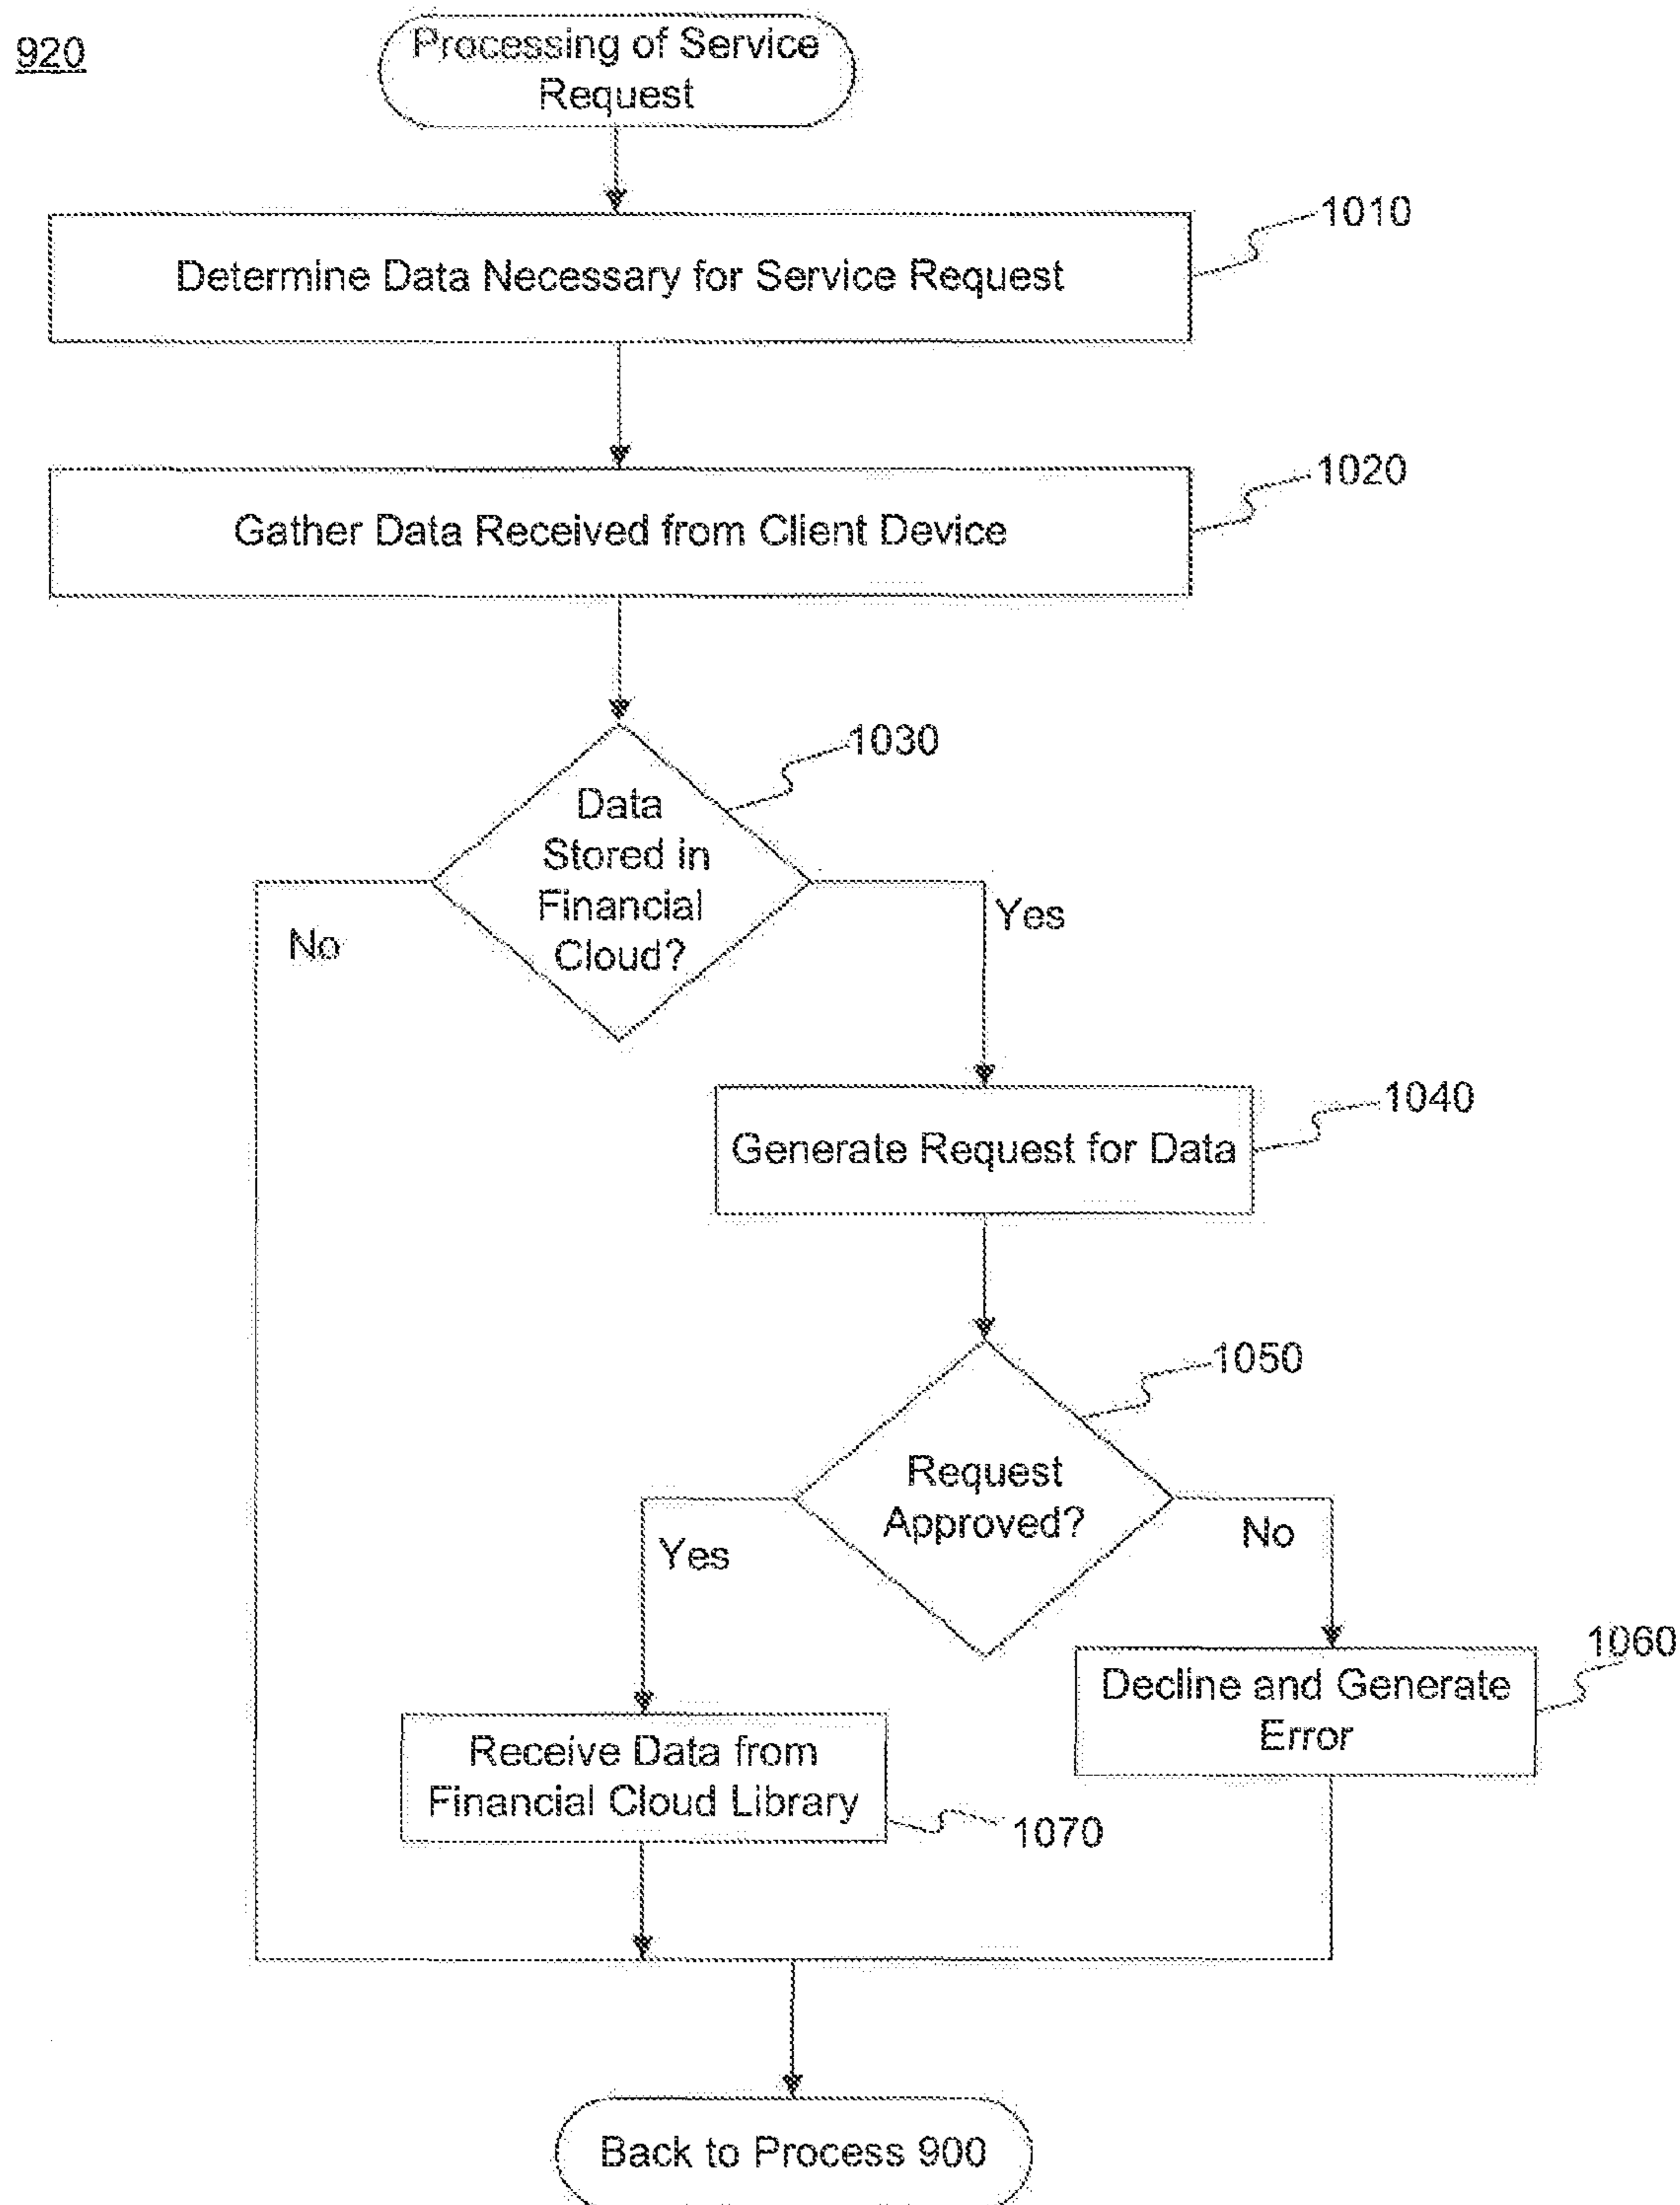 920
Processing of Service
Request
1010
Determine Data Necessary for Service Request
1020
Gather Data Received from Client Device
1030
Data
Stored in
Financial
Cloud?
No
Yes
1040
Generate Request for Data
1050
Request
Approved?
Yes
No
1060
Decline and Generate
Error
Receive Data from
Financial Cloud Library
1070
Back to Process 900